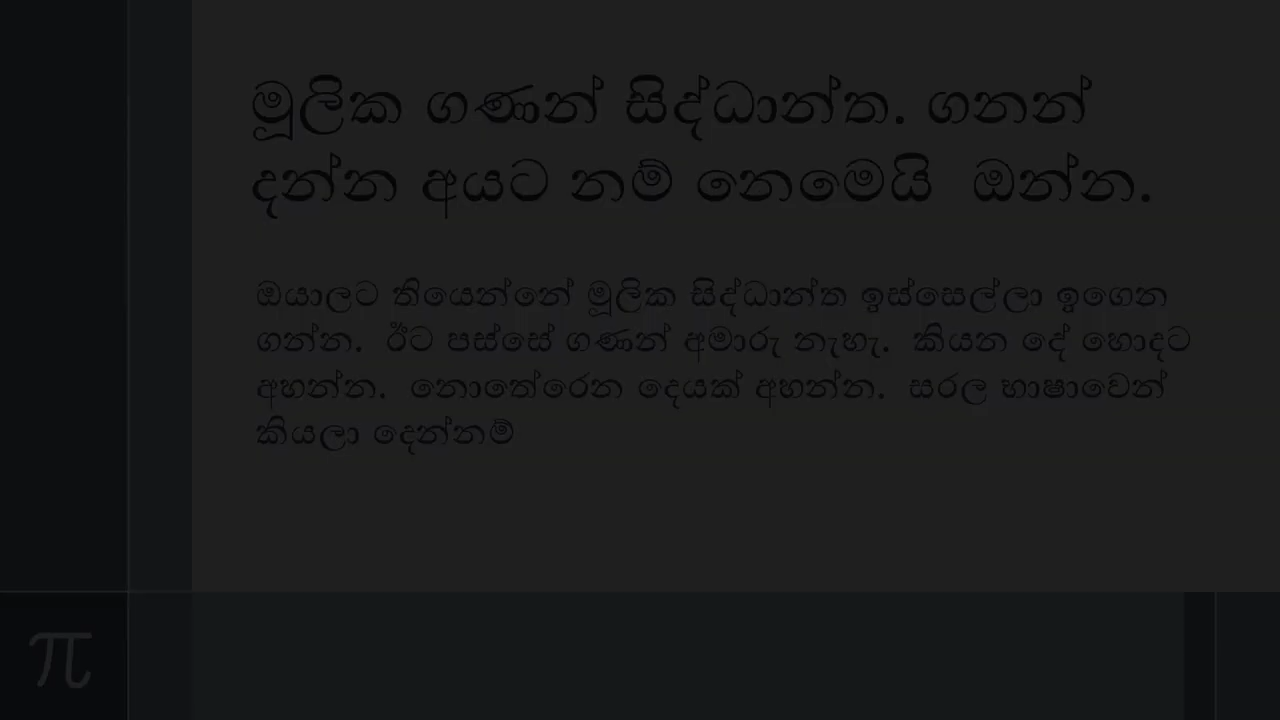 මූලික ගණන් සිද්ධාන්ත. ගනන්
දන්න අයට නම් නෙමෙයි  ඔන්න.
ඔයාලට තියෙන්නේ මූලික සිද්ධාන්ත ඉස්සෙල්ලා ඉගෙන
ගන්න.  ඊට පස්සේ ගණන් අමාරු නැහැ.  කියන දේ හොදට
අහන්න.  නොතේරෙන දෙයක් අහන්න.  සරල භාෂාවෙන්
කියලා දෙන්නම්
π